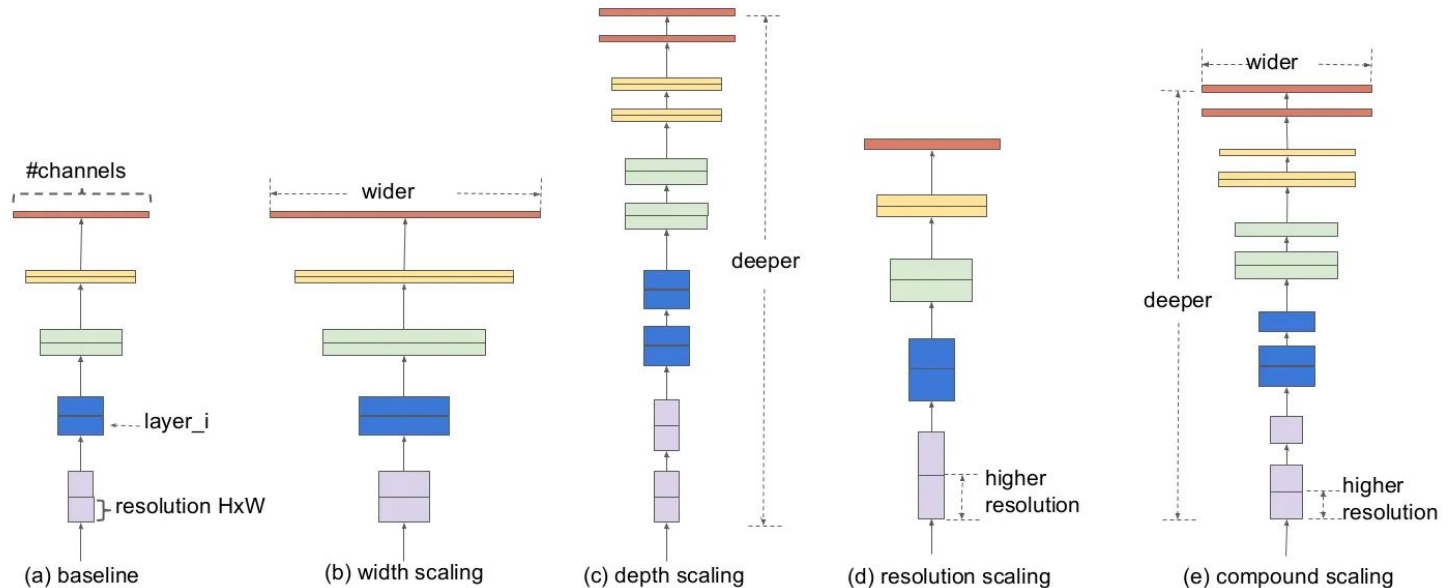 #channels
layer_i
resolution HxW
(a) baseline
wider
(b) width scaling
deeper
(c) depth scaling
higher
resolution
(d) resolution scaling
wider
deeper
higher
resolution
(e) compound scaling